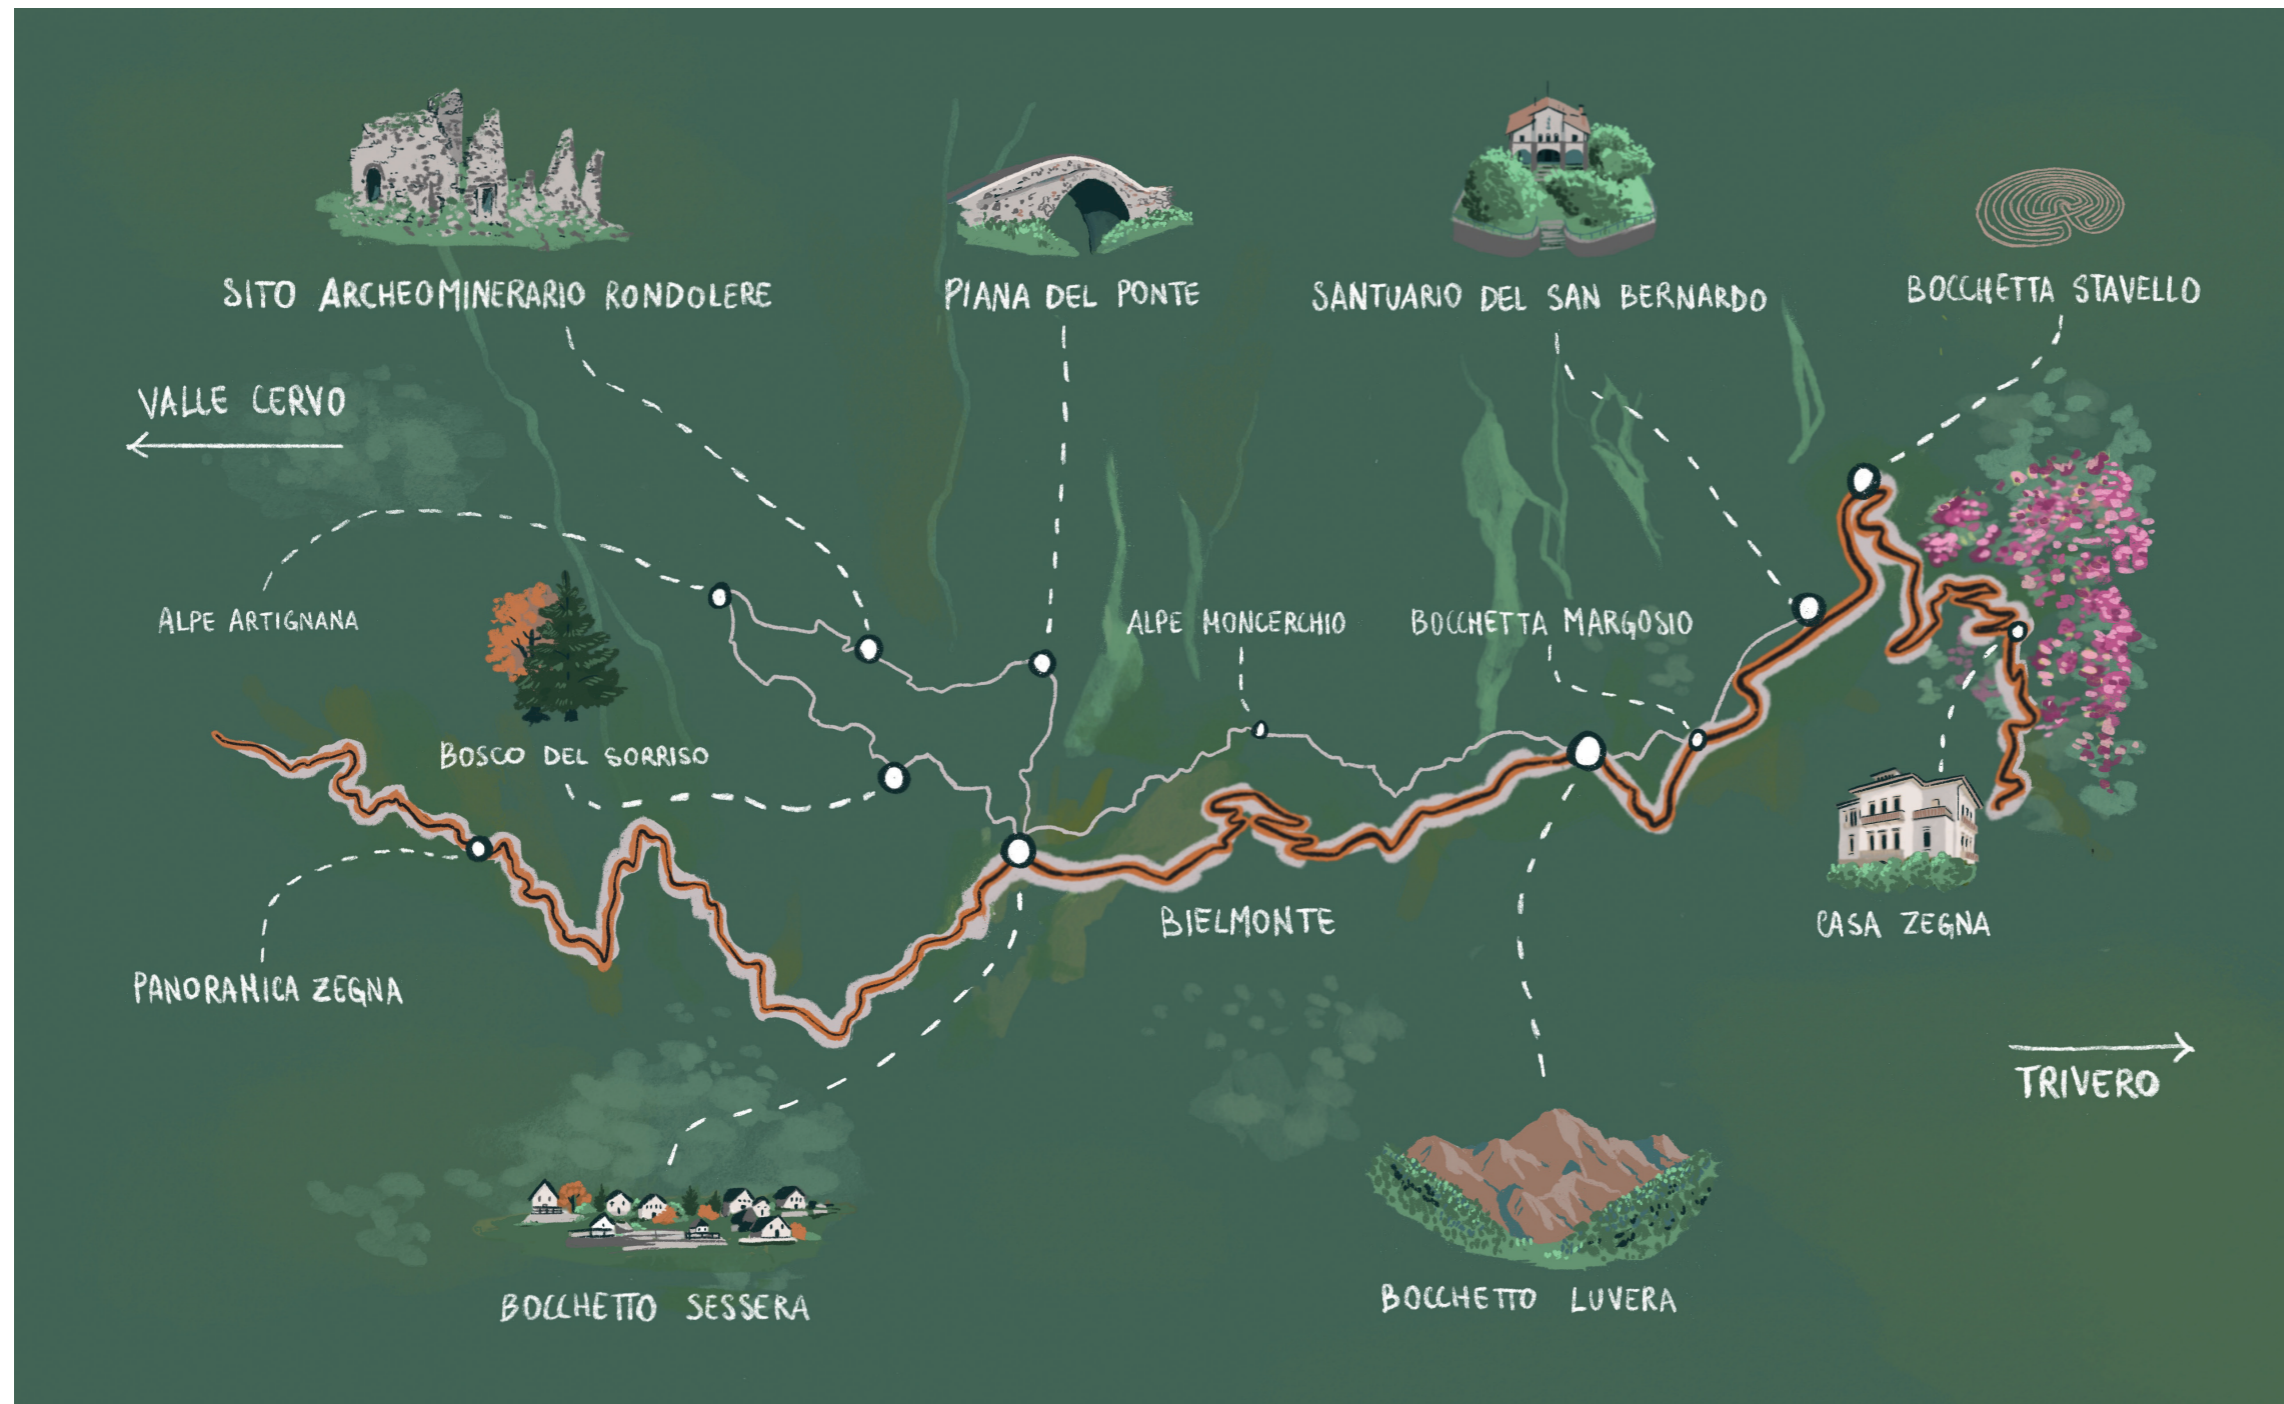 SITO ARCHEOMINERARIO RONDOLERE
PIANA DEL PONTE
SANTUARIO DEL SAN BERNARDO
BOCCHETTA STAVELLO
VALLE CERVO
ALPE ARTIGNANA
ALPE MONCERCHIO
BOCCHETTA MARGOSIO
BOSCO DEL SORRISO
BIELMONTE
CASA ZEGNA
PANORAMICA ZEGNA
TRIVERO
BOCCHETTO SESSERA
BOCCHETTO LUVERA